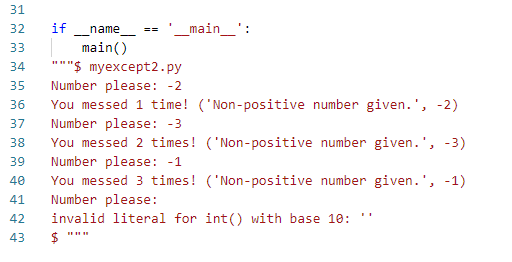 31
32 if __name__ == '__main__':
33     main()
34 """$ myexcept2.py
35 Number please: -2
36 You messed 1 time! ('Non-positive number given.', -2)
37 Number please: -3
38 You messed 2 times! ('Non-positive number given.', -3)
39 Number please: -1
40 You messed 3 times! ('Non-positive number given.', -1)
41 Number please:
42 invalid literal for int() with base 10: ''
43 $ """